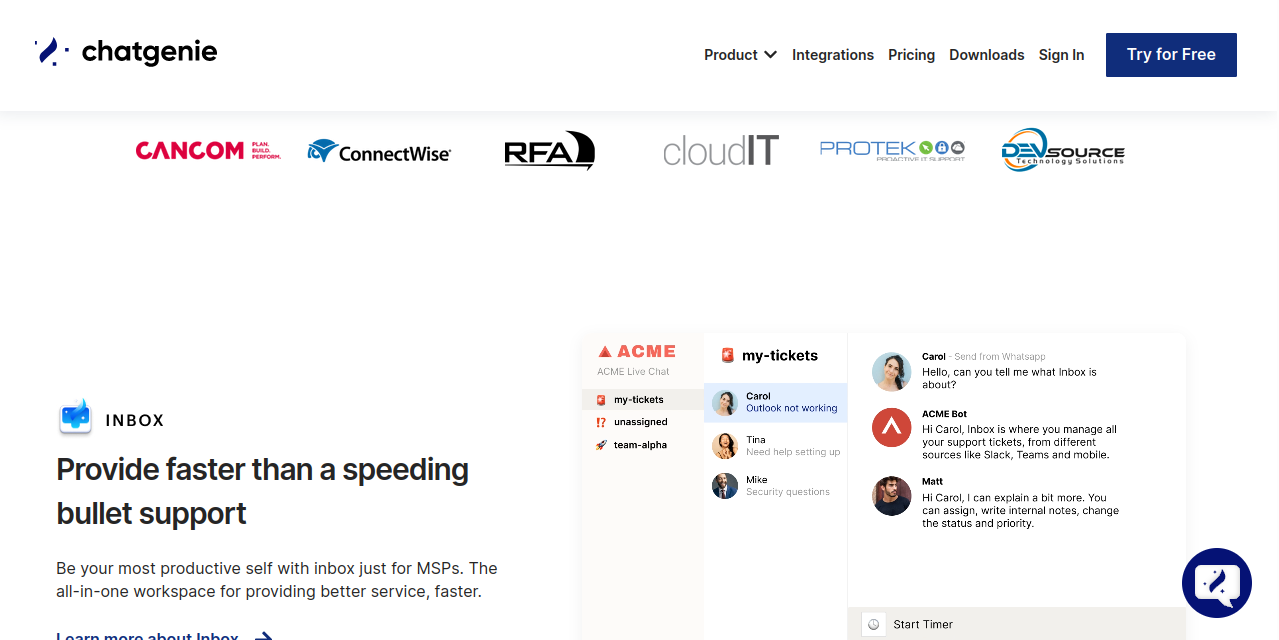 chatgenie
Product
Integrations
Pricing
Downloads
Sign In
Try for Free
CANCOM PLAN. BUILD. PERFORM.
ConnectWise
RFA
cloudIT
PROTEK
PROACTIVE IT SUPPORT
DEVSOURCE
Technology Solutions
INBOX
Provide faster than a speeding
bullet support
Be your most productive self with inbox just for MSPs. The
all-in-one workspace for providing better service, faster.
Learn more about Inbox
ACME
ACME Live Chat
my-tickets
unassigned
team-alpha
my-tickets
Carol
Outlook not working
Tina
Need help setting up
Mike
Security questions
Carol - Send from Whatsapp
Hello, can you tell me what Inbox is
about?
ACME Bot
Hi Carol, Inbox is where you manage all
your support tickets, from different
sources like Slack, Teams and mobile.
Matt
Hi Carol, I can explain a bit more. You
can assign, write internal notes, change
the status and priority.
Start Timer